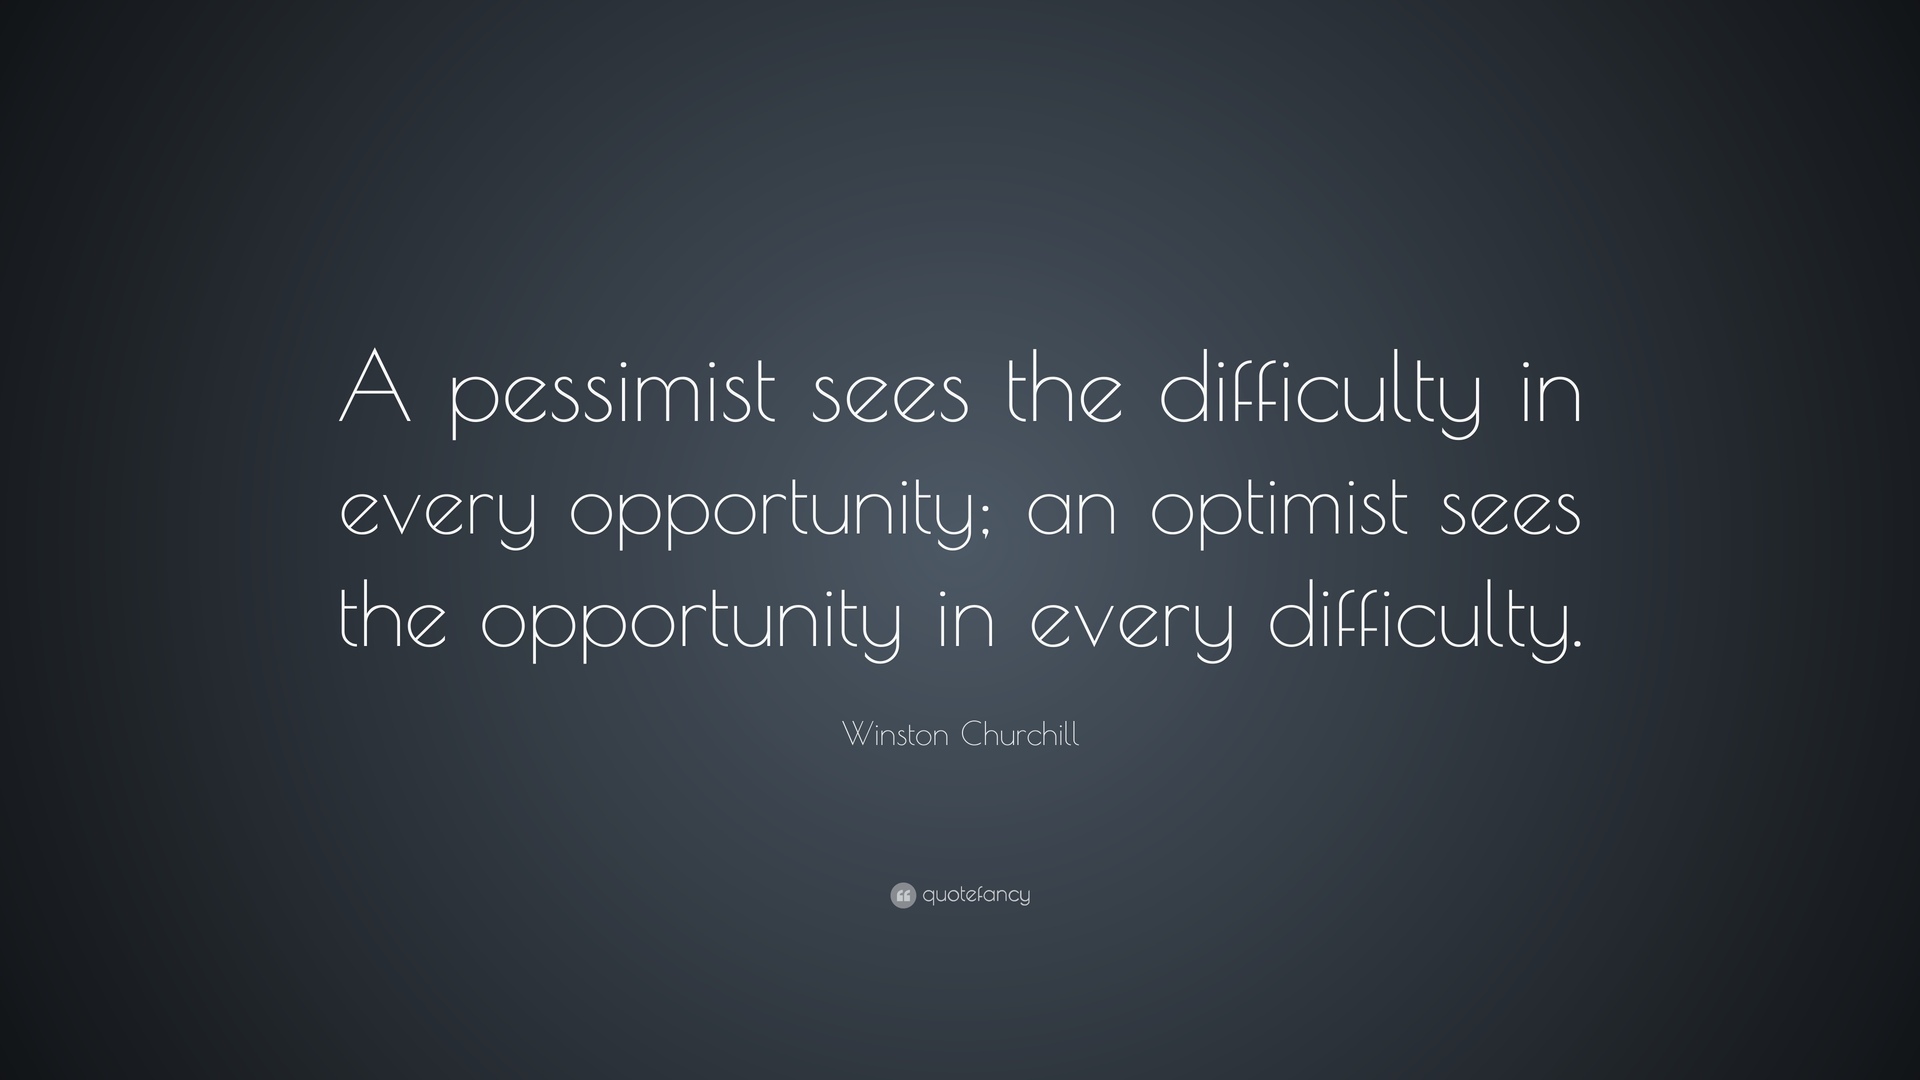 A pessimist sees the difficulty in
every opportunity; an optimist sees
the opportunity in every difficulty.
Winston Churchill
quotefancy